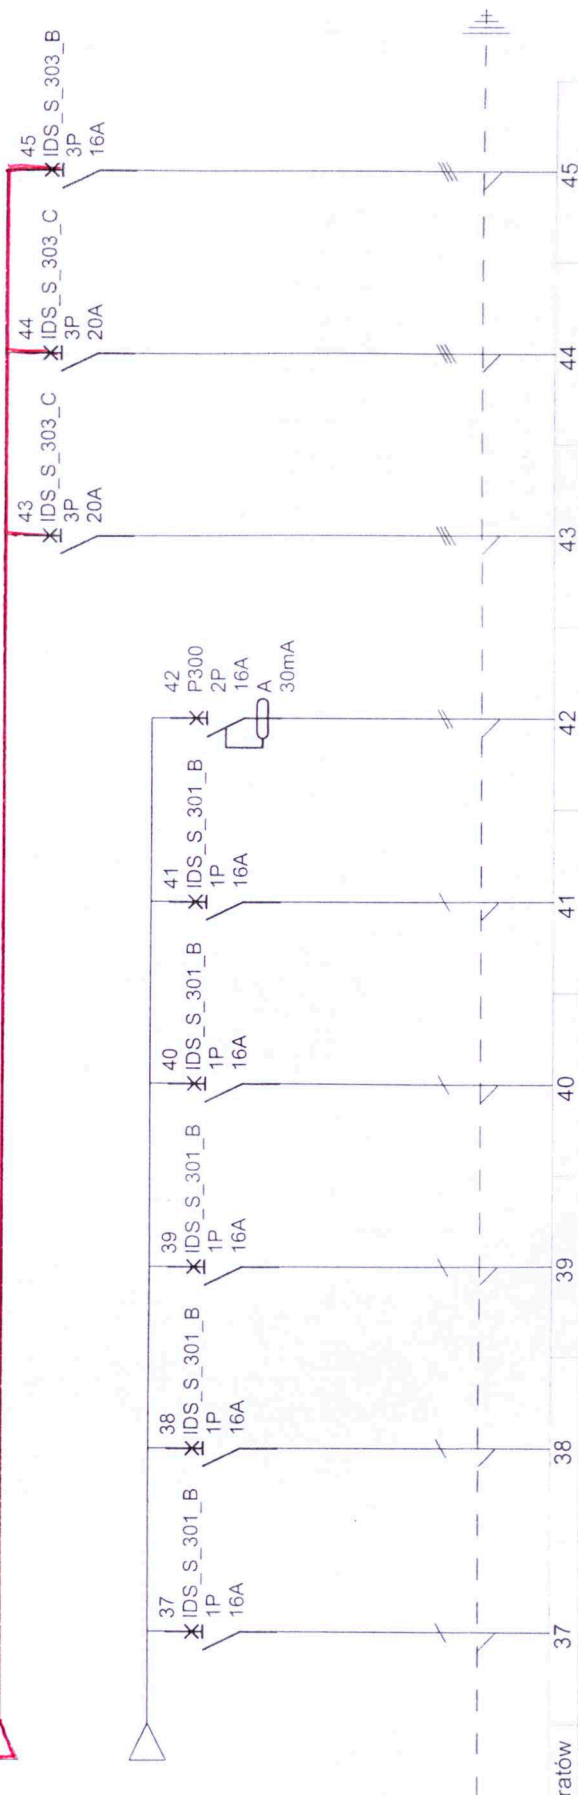 37
IDS_S_301_B
1P
16A
38
IDS_S_301_B
1P
16A
39
IDS_S_301_B
1P
16A
40
IDS_S_301_B
1P
16A
41
IDS_S_301_B
1P
16A
42
P300
2P
16A
A
30mA
43
IDS_S_303_C
3P
20A
44
IDS_S_303_C
3P
20A
45
IDS_S_303_B
3P
16A
ratów
37
38
39
40
41
42
43
44
45